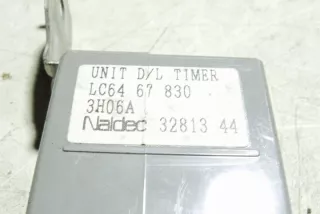 UNIT D/L TIMER
LC64 67 830
3H06A
Naldec 32813 44